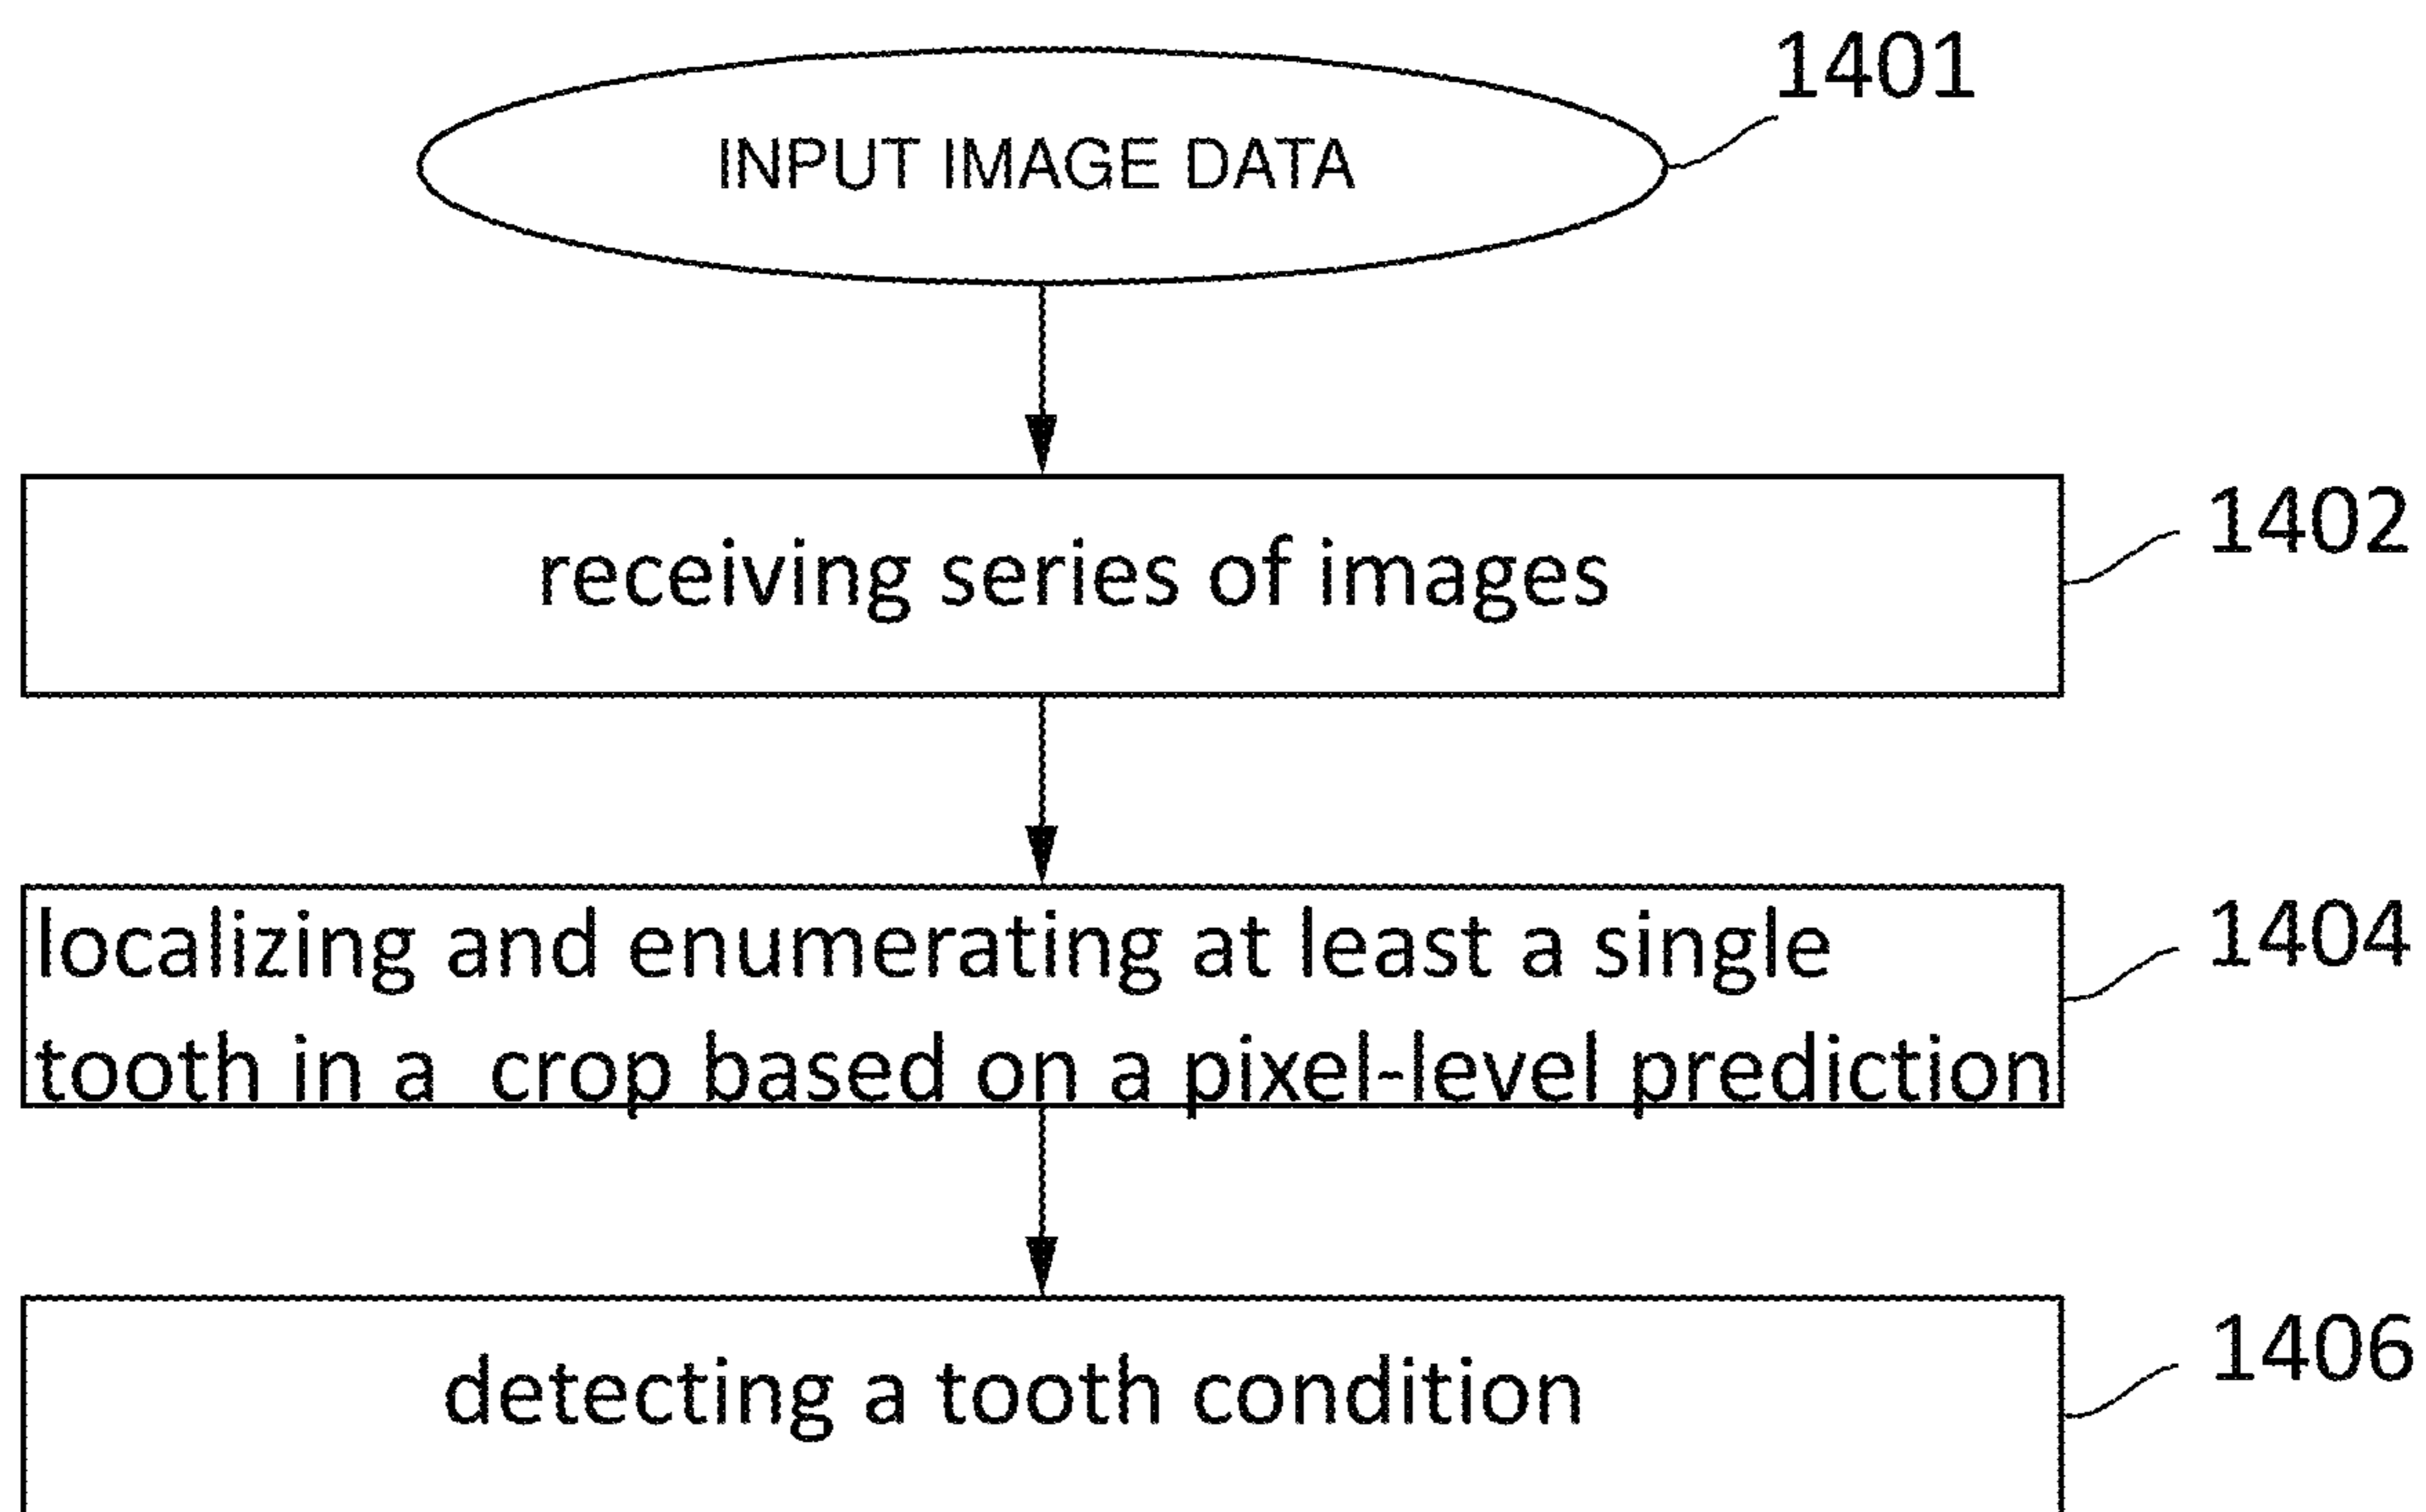 1401
INPUT IMAGE DATA
receiving series of images
1402
localizing and enumerating at least a single
1404
tooth in a crop based on a pixel-level prediction
1406
detecting a tooth condition